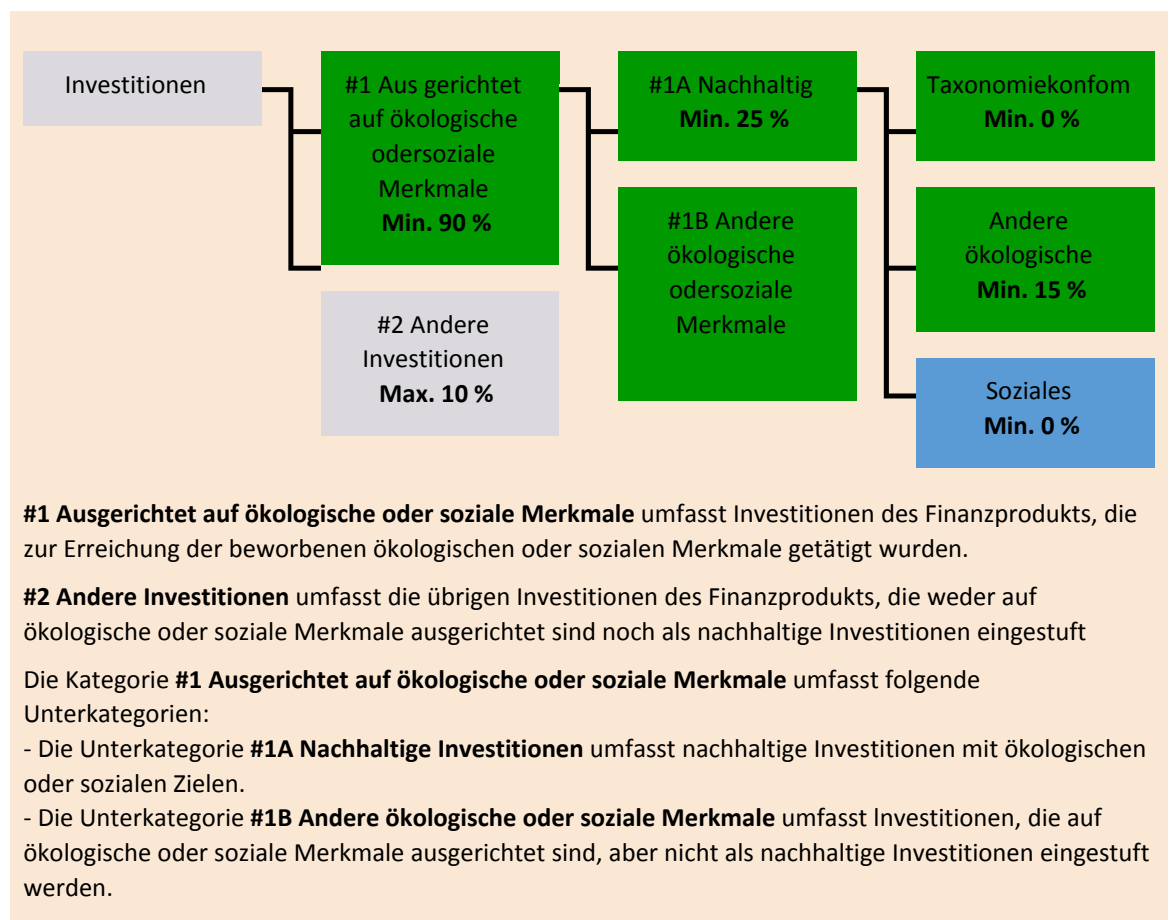 Investitionen
#1 Aus gerichtet
auf ökologische
odersoziale
Merkmale
Min. 90 %
#2 Andere
Investitionen
Max. 10 %
#1A Nachhaltig
Min. 25 %
#1B Andere
ökologische
odersoziale
Merkmale
Taxonomiekonfom
Min. 0 %
Andere
ökologische
Min. 15 %
Soziales
Min. 0 %
#1 Ausgerichtet auf ökologische oder soziale Merkmale umfasst Investitionen des Finanzprodukts, die
zur Erreichung der beworbenen ökologischen oder sozialen Merkmale getätigt wurden.
#2 Andere Investitionen umfasst die übrigen Investitionen des Finanzprodukts, die weder auf
ökologische oder soziale Merkmale ausgerichtet sind noch als nachhaltige Investitionen eingestuft
Die Kategorie #1 Ausgerichtet auf ökologische oder soziale Merkmale umfasst folgende
Unterkategorien:
- Die Unterkategorie #1A Nachhaltige Investitionen umfasst nachhaltige Investitionen mit ökologischen
oder sozialen Zielen.
- Die Unterkategorie #1B Andere ökologische oder soziale Merkmale umfasst Investitionen, die auf
ökologische oder soziale Merkmale ausgerichtet sind, aber nicht als nachhaltige Investitionen eingestuft
werden.